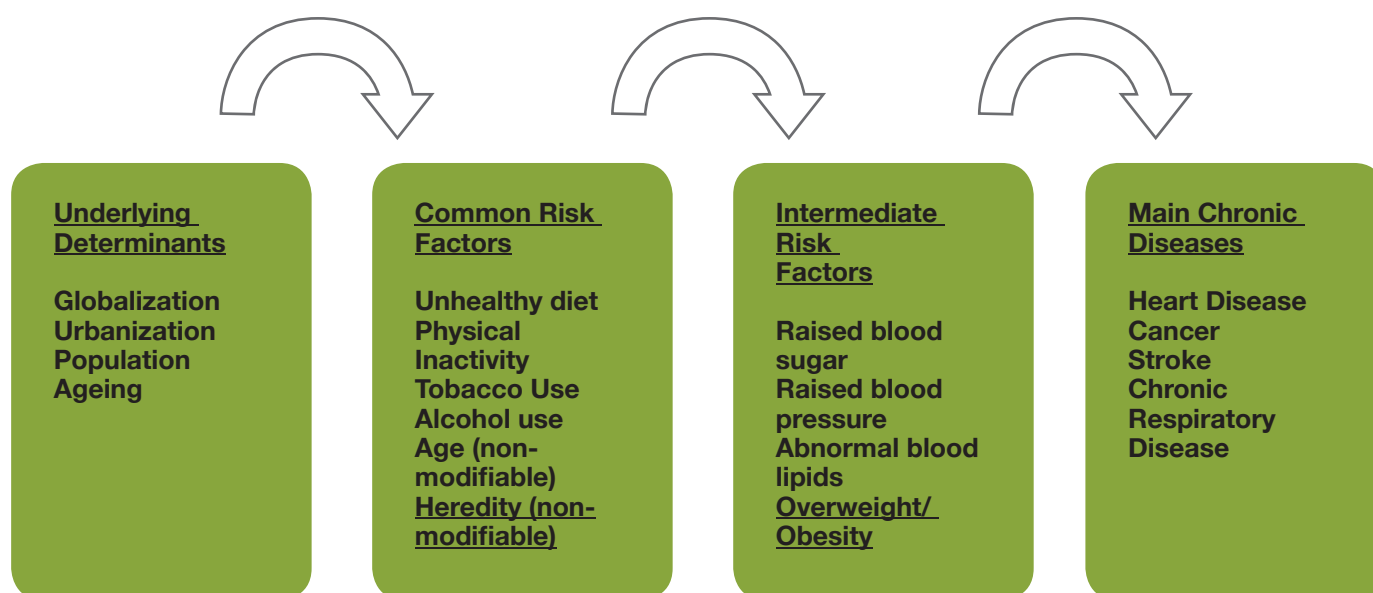 Underlying
Determinants
Globalization
Urbanization
Population
Ageing
Common Risk
Factors
Unhealthy diet
Physical
Inactivity
Tobacco Use
Alcohol use
Age (non-
modifiable)
Heredity (non-
modifiable)
Intermediate
Risk
Factors
Raised blood
sugar
Raised blood
pressure
Abnormal blood
lipids
Overweight/
Obesity
Main Chronic
Diseases
Heart Disease
Cancer
Stroke
Chronic
Respiratory
Disease